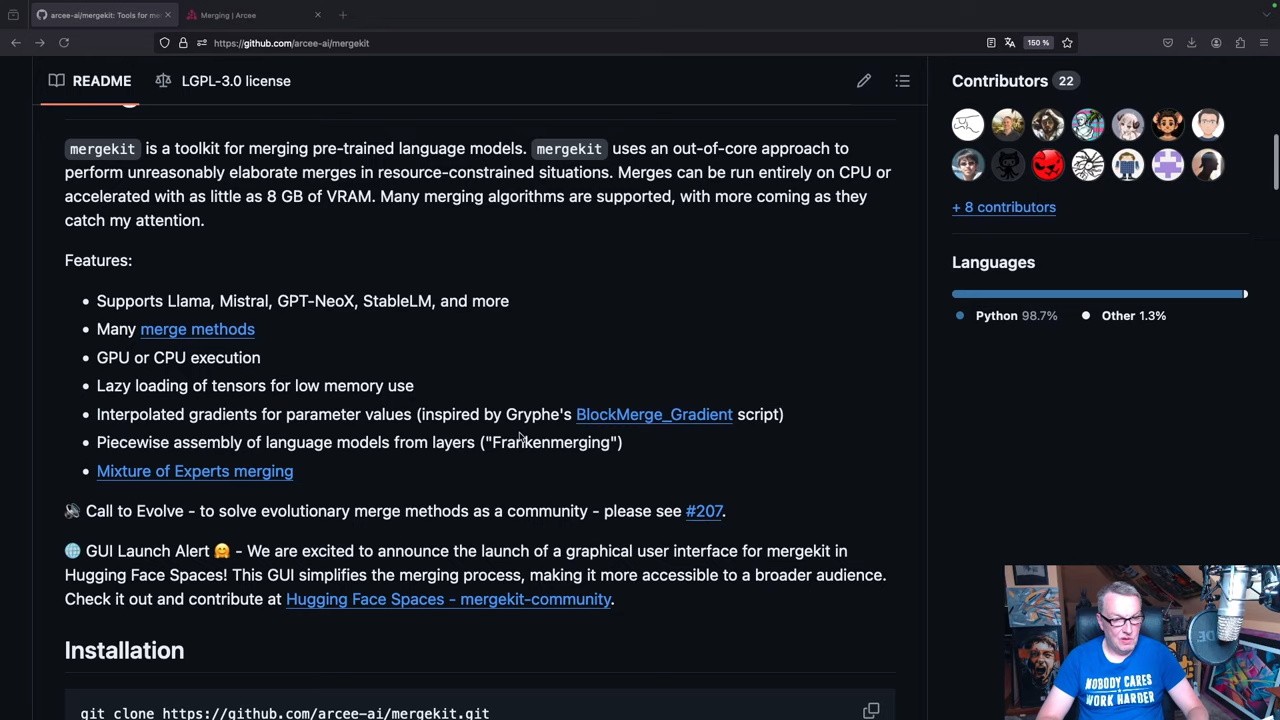 arcee-ai/mergekit: Tools for me
Merging | Arcee
https://github.com/arcee-ai/mergekit
150 %
README
LGPL-3.0 license
mergekit is a toolkit for merging pre-trained language models. mergekit uses an out-of-core approach to
perform unreasonably elaborate merges in resource-constrained situations. Merges can be run entirely on CPU or
accelerated with as little as 8 GB of VRAM. Many merging algorithms are supported, with more coming as they
catch my attention.
Features:
• Supports Llama, Mistral, GPT-NeoX, StableLM, and more
• Many merge methods
• GPU or CPU execution
• Lazy loading of tensors for low memory use
• Interpolated gradients for parameter values (inspired by Gryphe's BlockMerge_Gradient script)
• Piecewise assembly of language models from layers ("Frankenmerging")
• Mixture of Experts merging
🔊 Call to Evolve - to solve evolutionary merge methods as a community - please see #207.
🌐 GUI Launch Alert 🤗 - We are excited to announce the launch of a graphical user interface for mergekit in
Hugging Face Spaces! This GUI simplifies the merging process, making it more accessible to a broader audience.
Check it out and contribute at Hugging Face Spaces - mergekit-community.
Installation
git clone https://github.com/arcee-ai/mergekit.git
Contributors 22
+ 8 contributors
Languages
Python 98.7%
Other 1.3%
NOBODY CARES
WORK HARDER